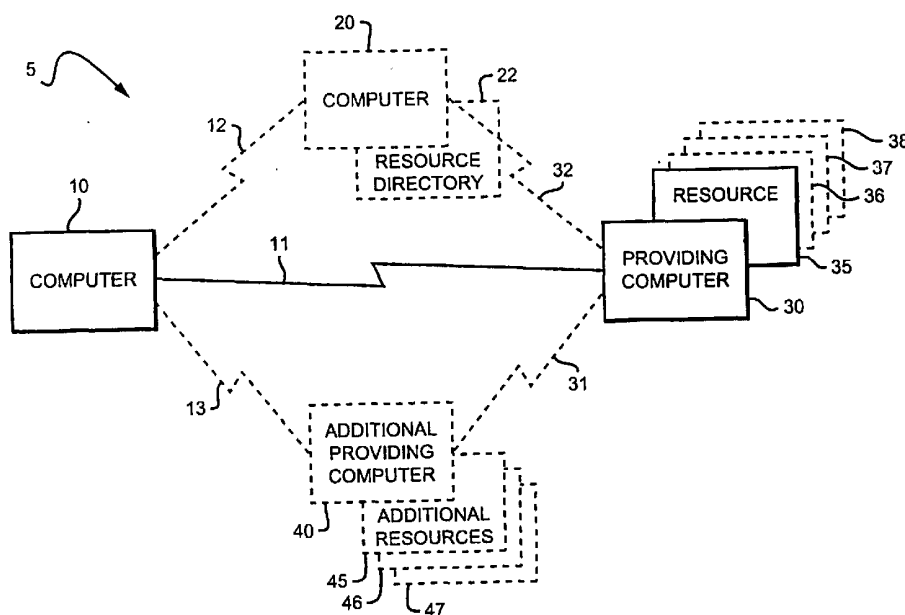 20
5
22
COMPUTER
12
38
RESOURCE
DIRECTORY
37
10
32
RESOURCE
36
11
COMPUTER
PROVIDING
COMPUTER
35
30
31
13
ADDITIONAL
PROVIDING
COMPUTER
40
ADDITIONAL
RESOURCES
45
46
47